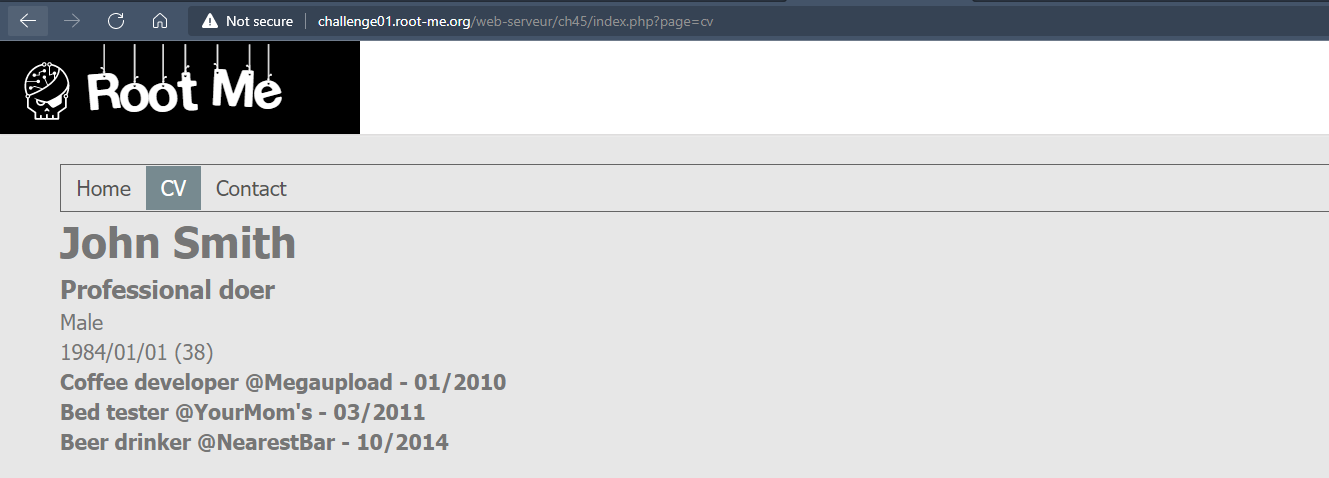 Not secure challenge01.root-me.org/web-serveur/ch45/index.php?page=cv
Root Me
Home CV Contact
John Smith
Professional doer
Male
1984/01/01 (38)
Coffee developer @Megaupload - 01/2010
Bed tester @YourMom's - 03/2011
Beer drinker @NearestBar - 10/2014